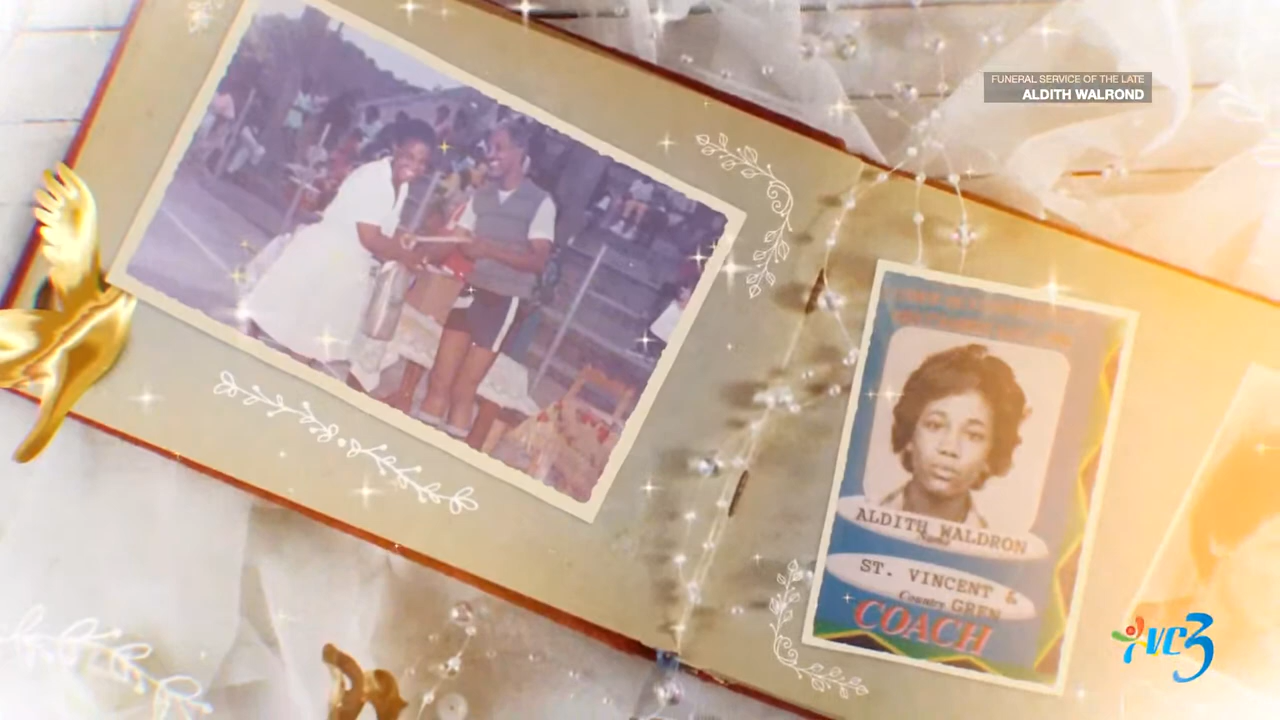 FUNERAL SERVICE OF THE LATE
ALDITH WALROND
ALDITH WALDRON
Name
ST. VINCENT &
Country GREN
COACH
VC3